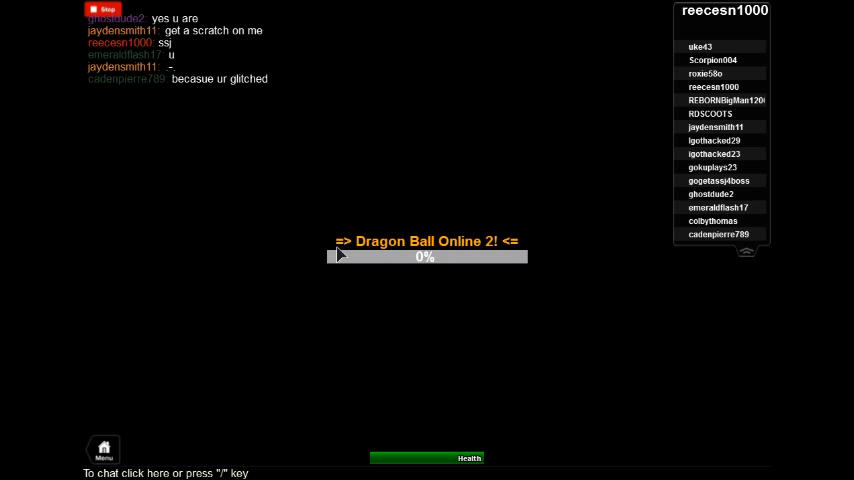 Stop
reecesn1000
ghostdude2: yes u are
jaydensmith11: get a scratch on me
reecesn1000: ssj
emeraldflash17: u
jaydensmith11: .-.
cadenpierre789: becasue ur glitched
uke43
Scorpion004
roxie58o
reecesn1000
REBORNBigMan120
RDSCOOTS
jaydensmith11
Igothacked29
igothacked23
gokuplays23
gogetassj4boss
ghostdude2
emeraldflash17
colbythomas
cadenpierre789
=> Dragon Ball Online 2! <=
0%
Menu
Health
To chat click here or press "/" key